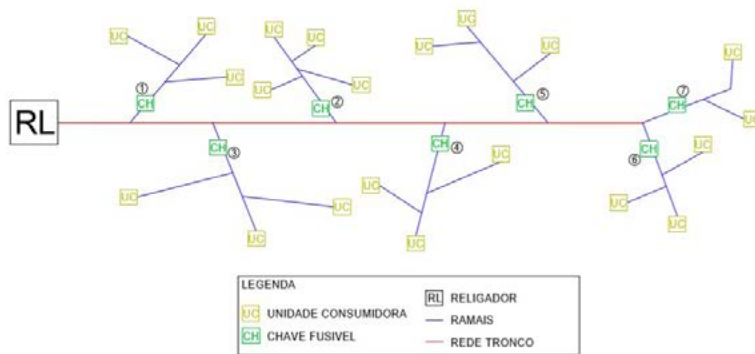 UC
UC
UC
UC
UC
UC
UC
UC
UC
UC
UC
UC
UC
UC
① CH
CH ②
CH ⑤
CH ⑦
UC
RL
CH ③
CH ④
⑥ CH
UC
UC
UC
UC
UC
UC
UC
UC
UC
LEGENDA
UC UNIDADE CONSUMIDORA
CH CHAVE FUSIVEL
RL RELIGADOR
RAMAIS
REDE TRONCO